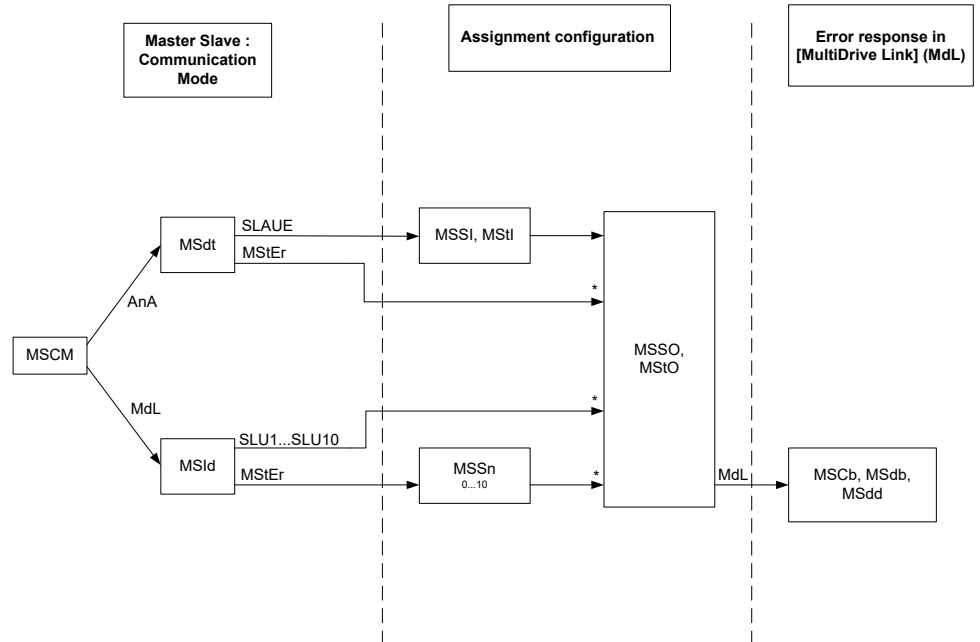 Master Slave :
Communication
Mode
Assignment configuration
Error response in
[MultiDrive Link] (MdL)
MSCM
AnA
MdL
MSdt
SLAUE
MStEr
MSId
SLU1...SLU10
MStEr
MSSI, MStI
MSSn
0...10
*
*
*
MSSO,
MStO
MdL
MSCb, MSdb,
MSdd